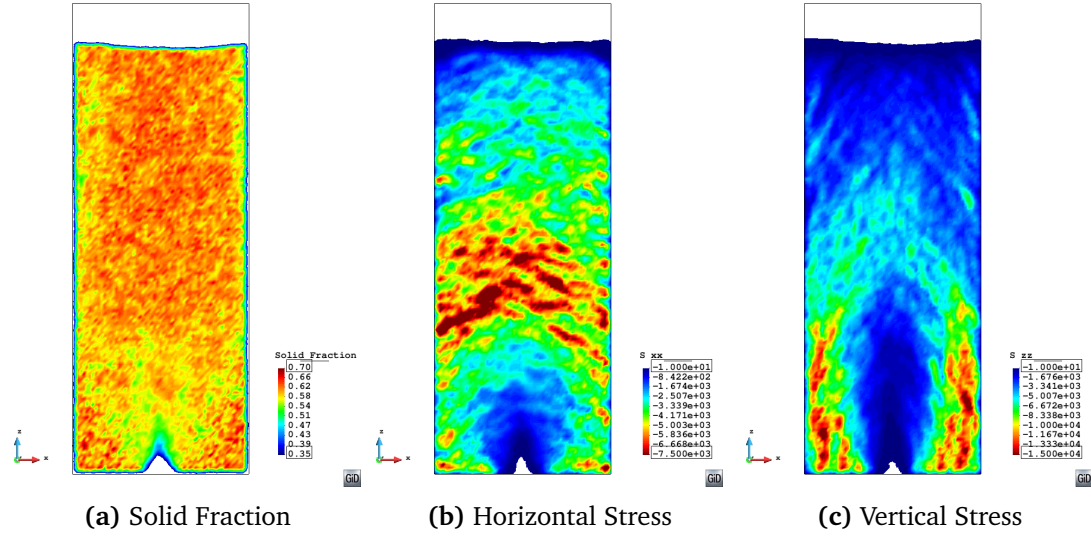 Solid Fraction
0.70
0.66
0.62
0.58
0.54
0.51
0.47
0.43
0.39
0.35
z
x
GiD
(a) Solid Fraction
S xx
-1.000e+01
-8.422e+02
-1.674e+03
-2.507e+03
-3.339e+03
-4.171e+03
-5.003e+03
-5.836e+03
-6.668e+03
-7.500e+03
z
x
GiD
(b) Horizontal Stress
S zz
-1.000e+01
-1.676e+03
-3.341e+03
-5.007e+03
-6.672e+03
-8.338e+03
-1.000e+04
-1.167e+04
-1.333e+04
-1.500e+04
z
x
GiD
(c) Vertical Stress